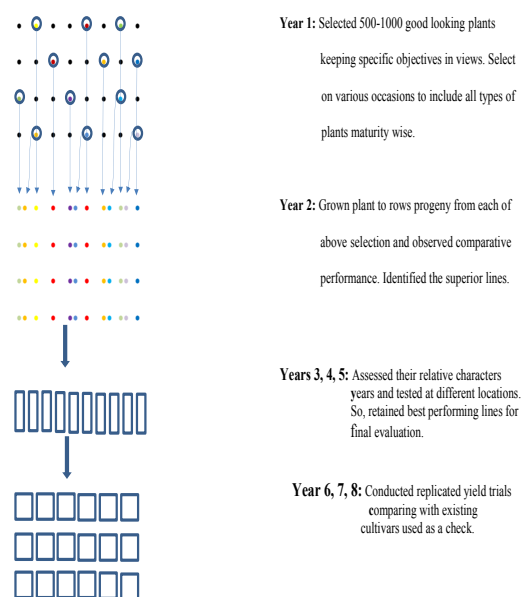 Year 1: Selected 500-1000 good looking plants
keeping specific objectives in views. Select
on various occasions to include all types of
plants maturity wise.
Year 2: Grown plant to rows progeny from each of
above selection and observed comparative
performance. Identified the superior lines.
Years 3, 4, 5: Assessed their relative characters
years and tested at different locations.
So, retained best performing lines for
final evaluation.
Year 6, 7, 8: Conducted replicated yield trials
comparing with existing
cultivars used as a check.